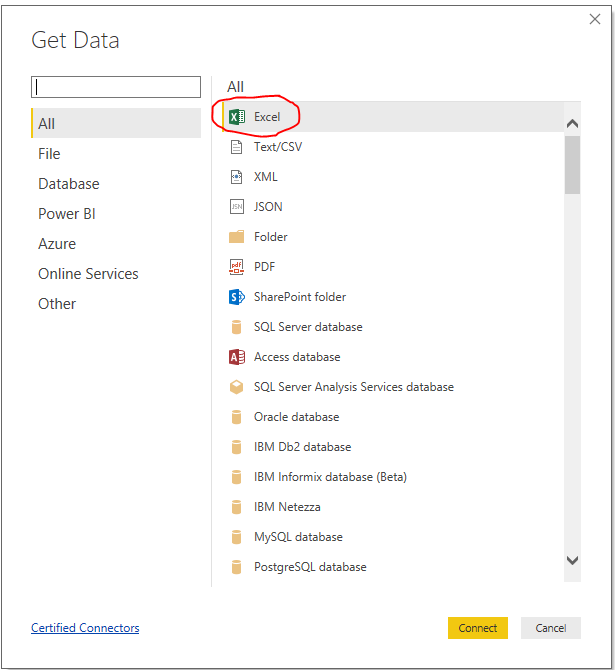 Get Data
All
File
Database
Power BI
Azure
Online Services
Other
All
Excel
Text/CSV
XML
JSON
Folder
PDF
SharePoint folder
SQL Server database
Access database
SQL Server Analysis Services database
Oracle database
IBM Db2 database
IBM Informix database (Beta)
IBM Netezza
MySQL database
PostgreSQL database
Certified Connectors
Connect
Cancel